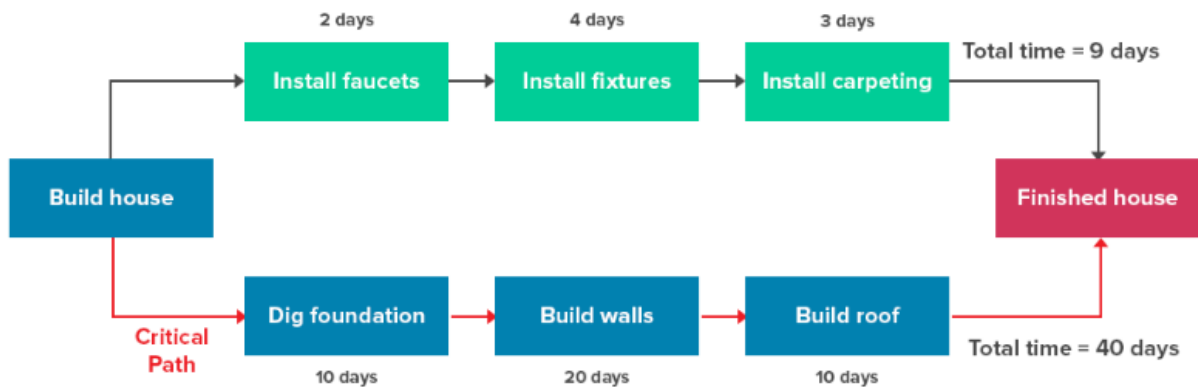 2 days
4 days
3 days
Install faucets
Install fixtures
Install carpeting
Total time = 9 days
Build house
Finished house
Critical
Path
Dig foundation
Build walls
Build roof
Total time = 40 days
10 days
20 days
10 days